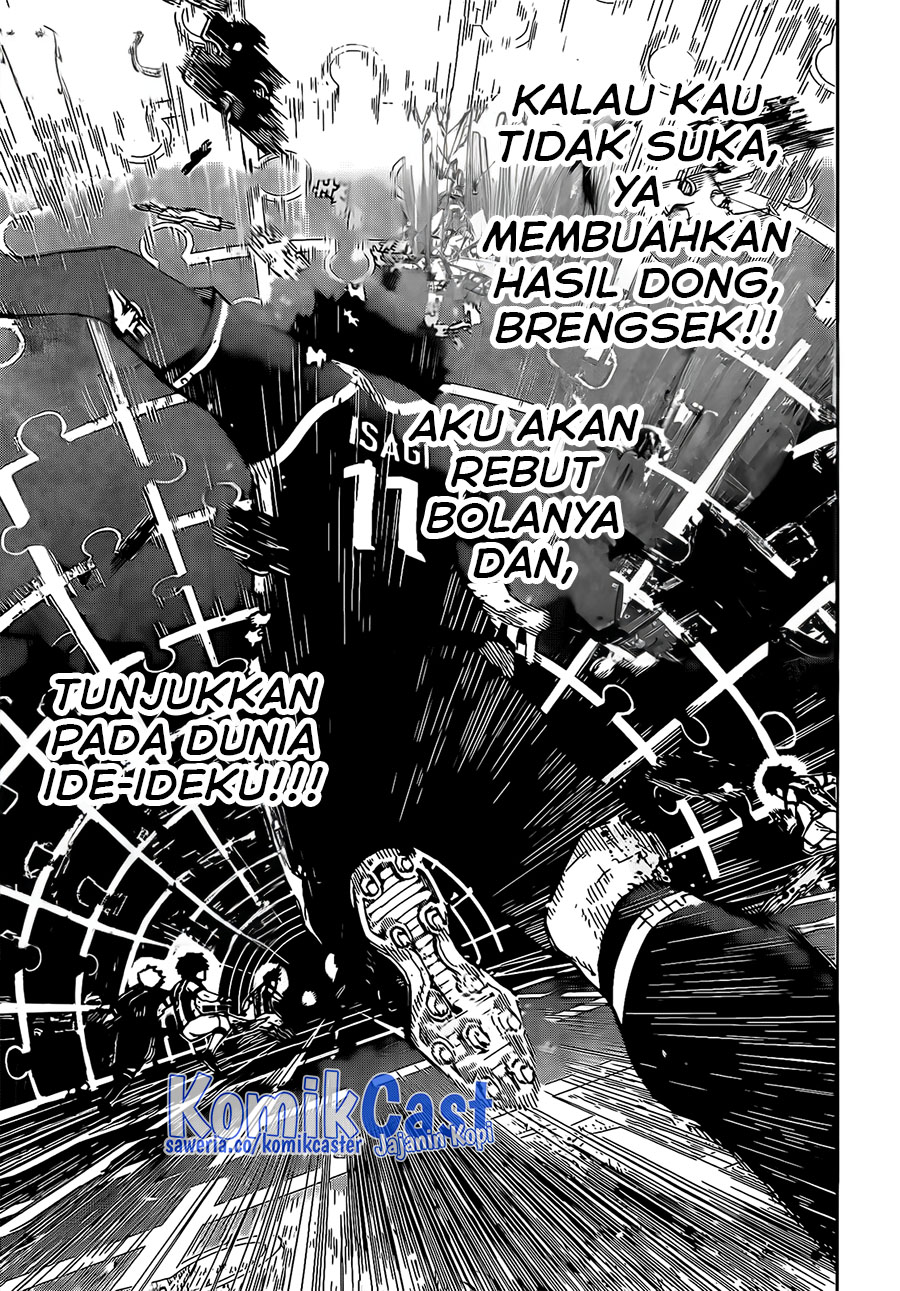 KALAU KAU
TIDAK SUKA,
YA
MEMBUAHKAN
HASIL DONG,
BRENGSEK!!
AKU AKAN
REBUT
BOLANYA
DAN,
ISAGI
11
TUNJUKKAN
PADA DUNIA
IDE-IDEKU!!!
KomikCast
saweria.co/komikcaster Jajanin Kopi